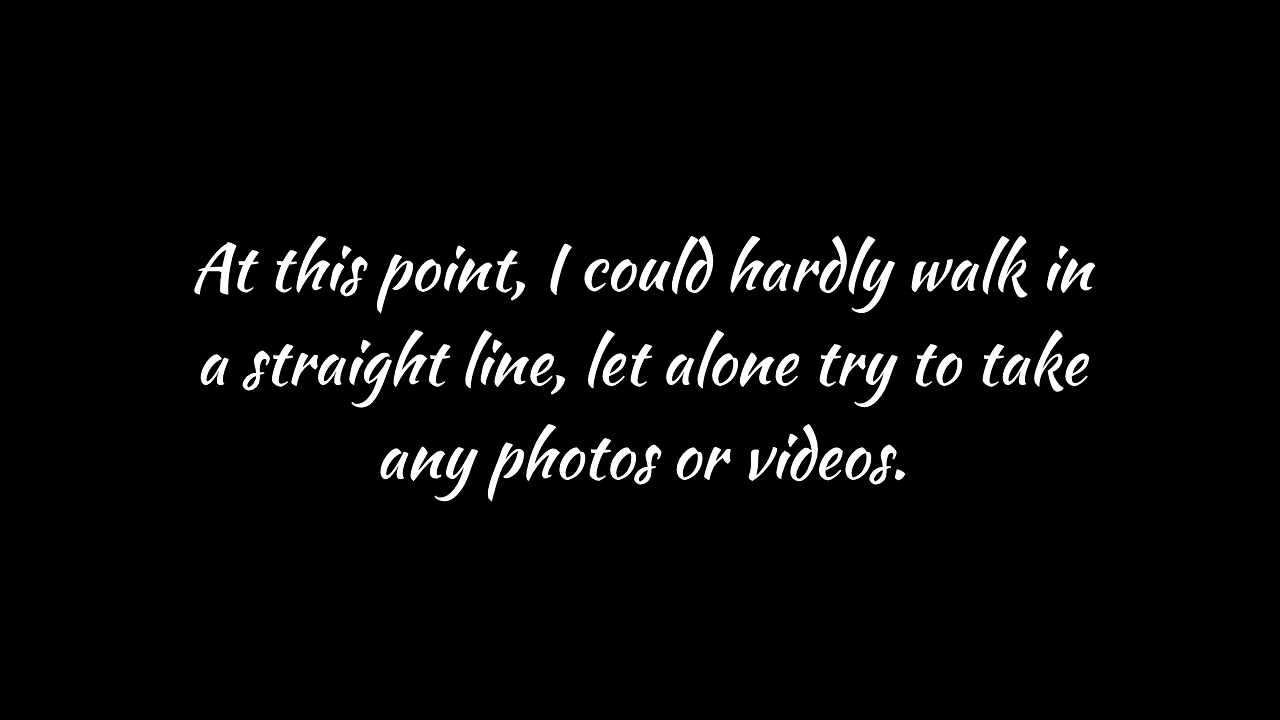 At this point, I could hardly walk in
a straight line, let alone try to take
any photos or videos.